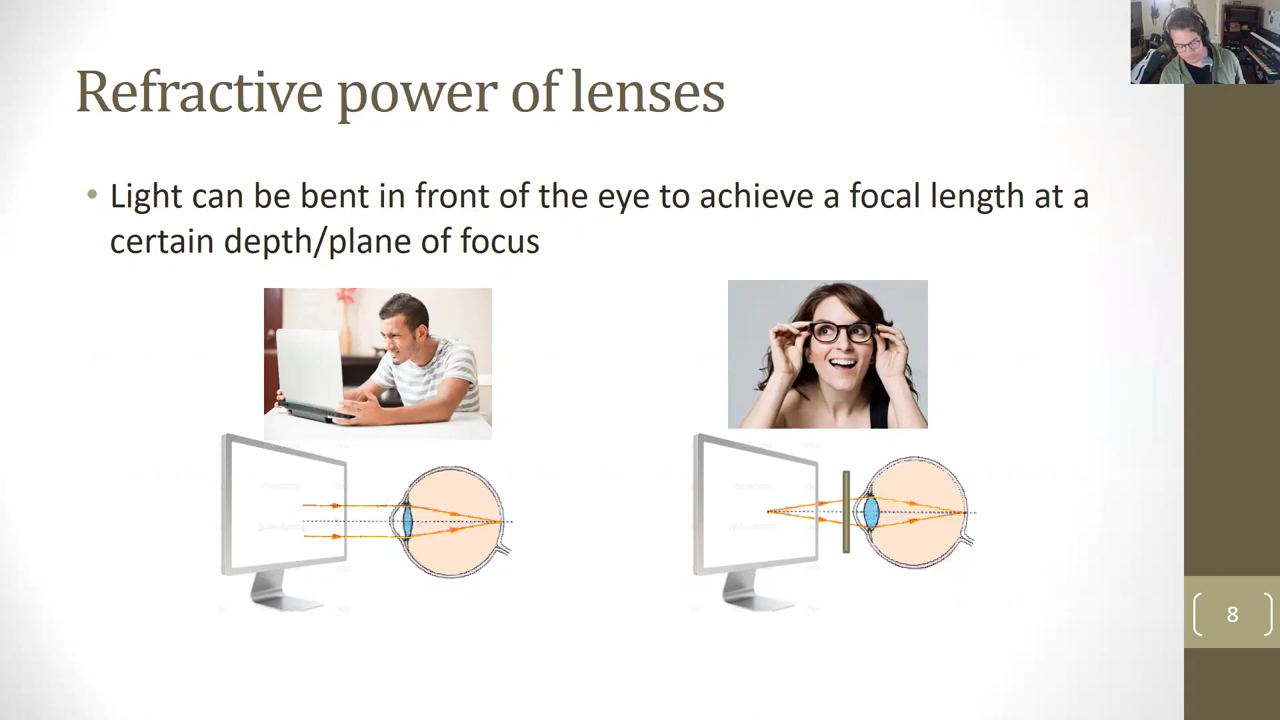 Refractive power of lenses
• Light can be bent in front of the eye to achieve a focal length at a
certain depth/plane of focus
8